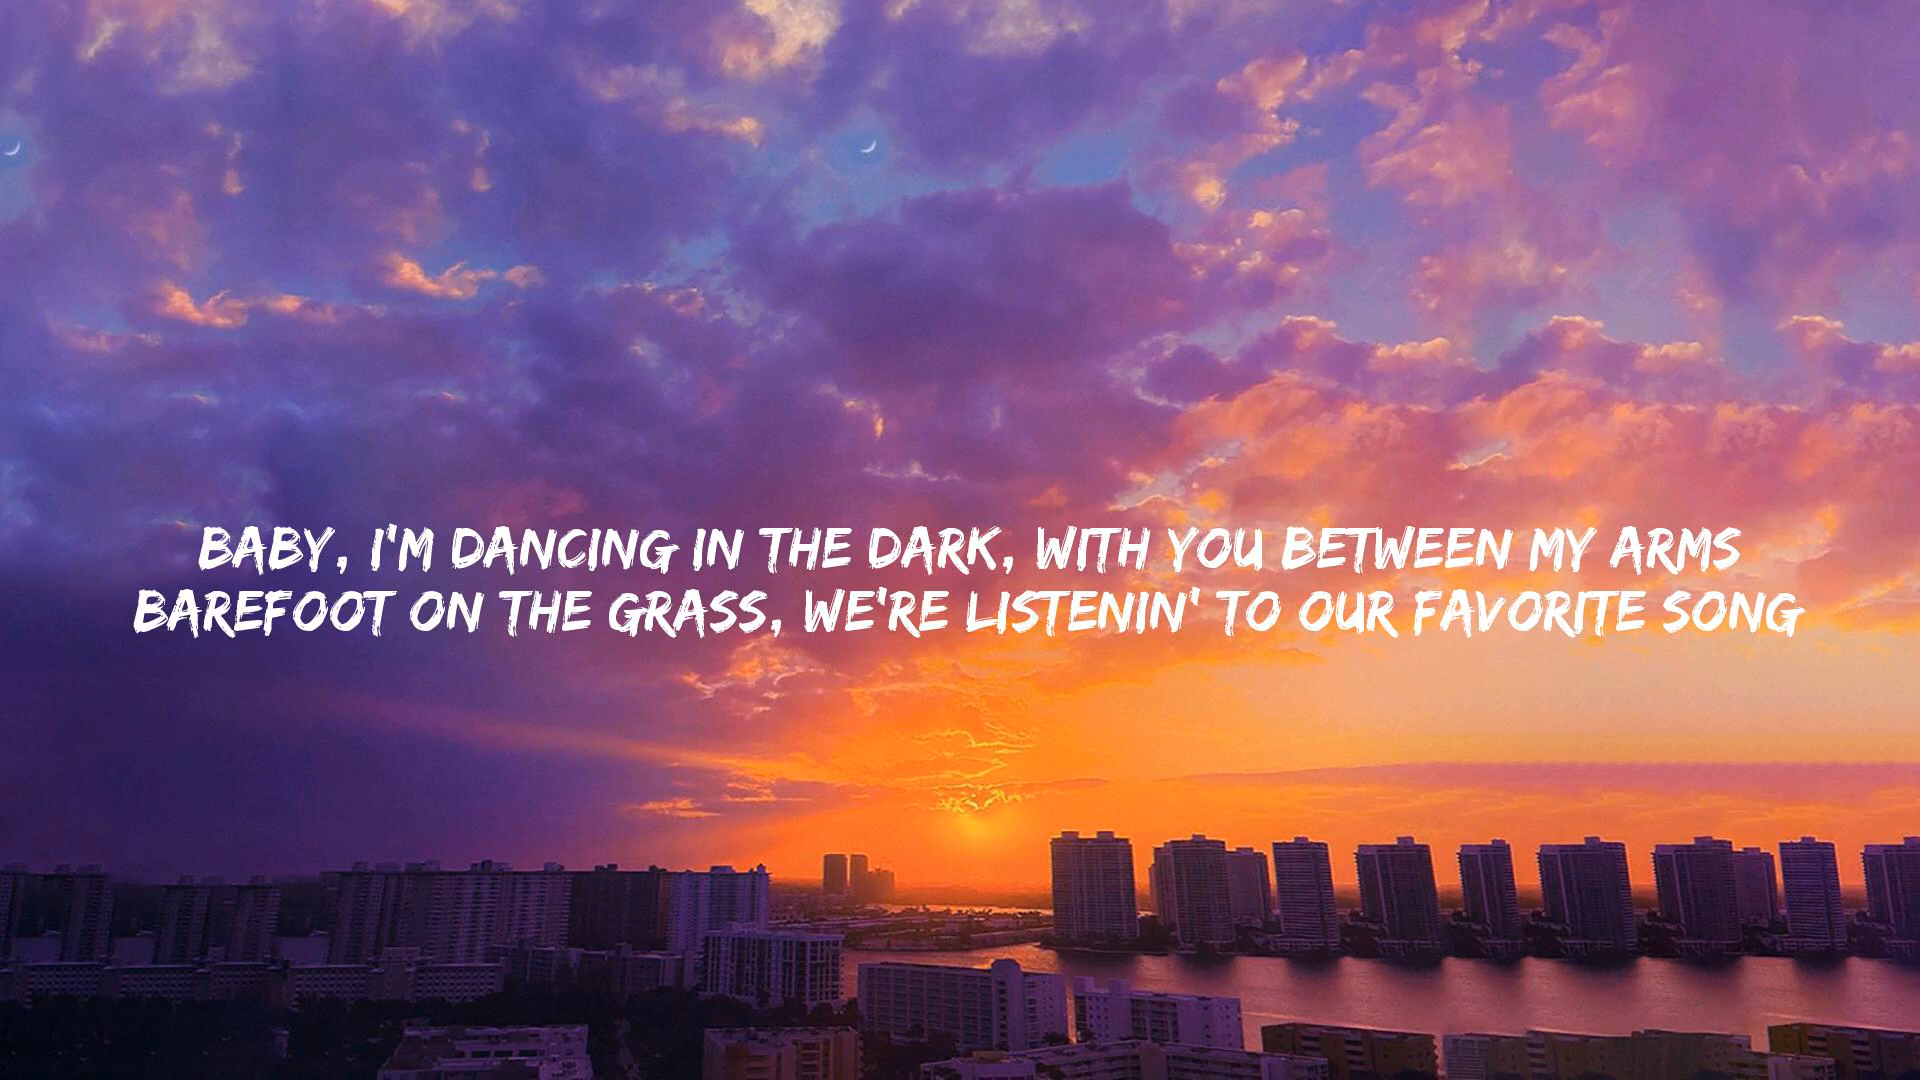 BABY, I'M DANCING IN THE DARK, WITH YOU BETWEEN MY ARMS
BAREFOOT ON THE GRASS, WE'RE LISTENIN' TO OUR FAVORITE SONG